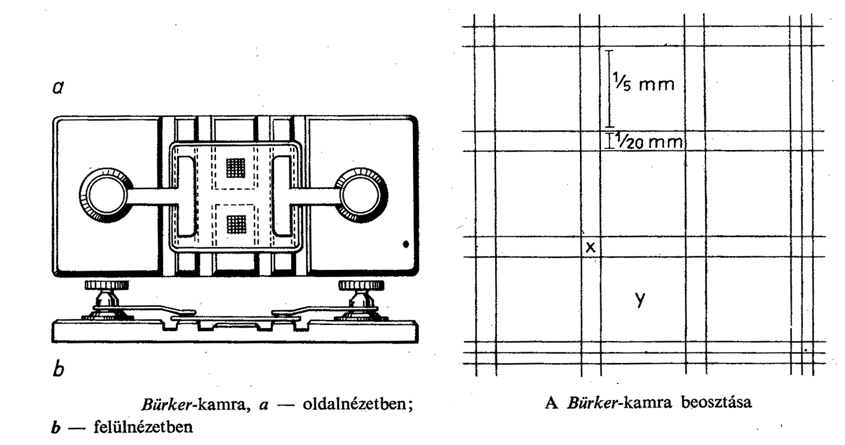 a
b
Bürker-kamra, a — oldalnézetben;
b — felülnézetben
1/5 mm
1/20 mm
x
y
A Bürker-kamra beosztása